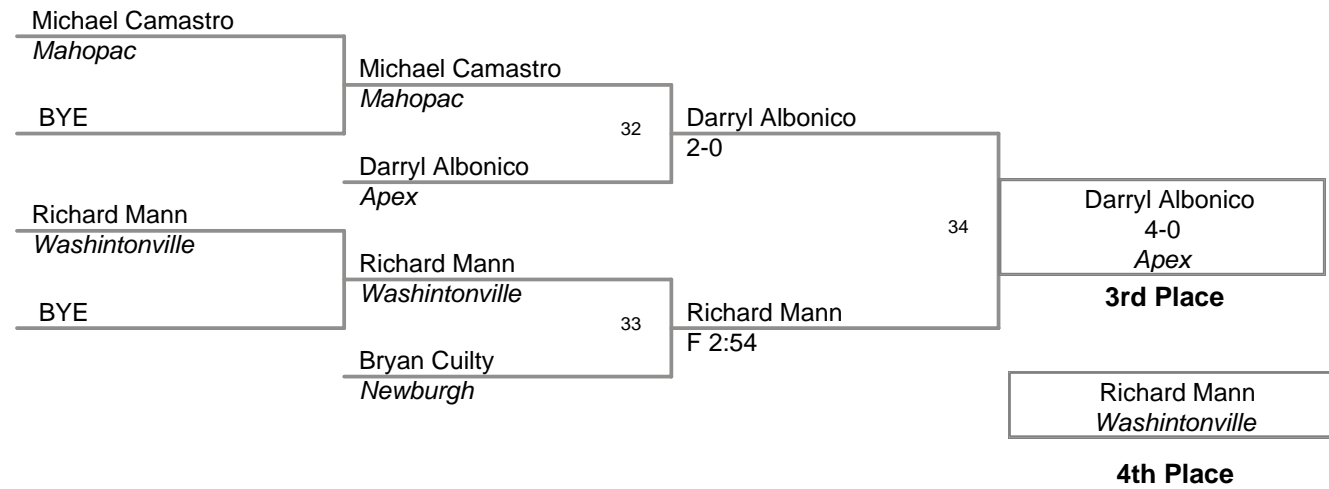 Michael Camastro
Mahopac
BYE
Richard Mann
Washintonville
BYE
Michael Camastro
Mahopac
32
Darryl Albonico
Apex
Richard Mann
Washintonville
33
Bryan Cuilty
Newburgh
Darryl Albonico
2-0
34
Richard Mann
F 2:54
Darryl Albonico
4-0
Apex
3rd Place
Richard Mann
Washintonville
4th Place